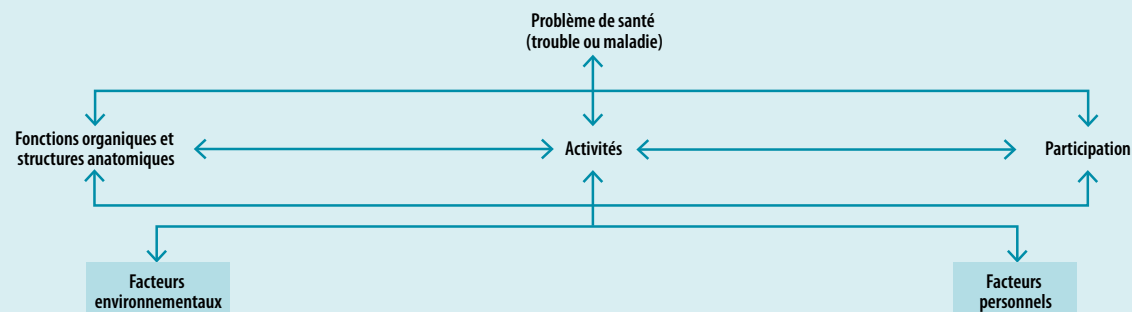 Problème de santé
(trouble ou maladie)
Fonctions organiques et
structures anatomiques
Activités
Participation
Facteurs
environnementaux
Facteurs
personnels